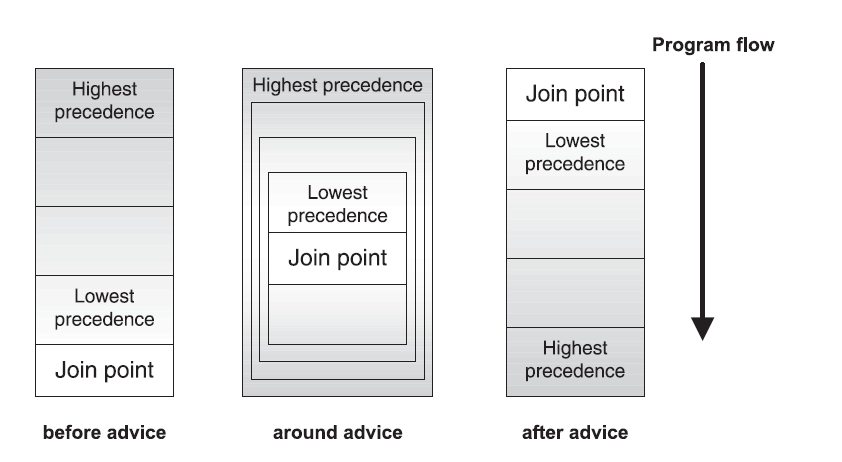 Program flow
Highest
precedence
Lowest
precedence
Join point
before advice
Highest precedence
Lowest
precedence
Join point
around advice
Join point
Lowest
precedence
Highest
precedence
after advice